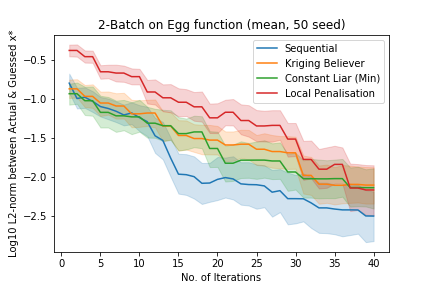 2-Batch on Egg function (mean, 50 seed)
Log10 L2-norm between Actual & Guessed x*
−0.5
−1.0
−1.5
−2.0
−2.5
Sequential
Kriging Believer
Constant Liar (Min)
Local Penalisation
0 5 10 15 20 25 30 35 40
No. of Iterations